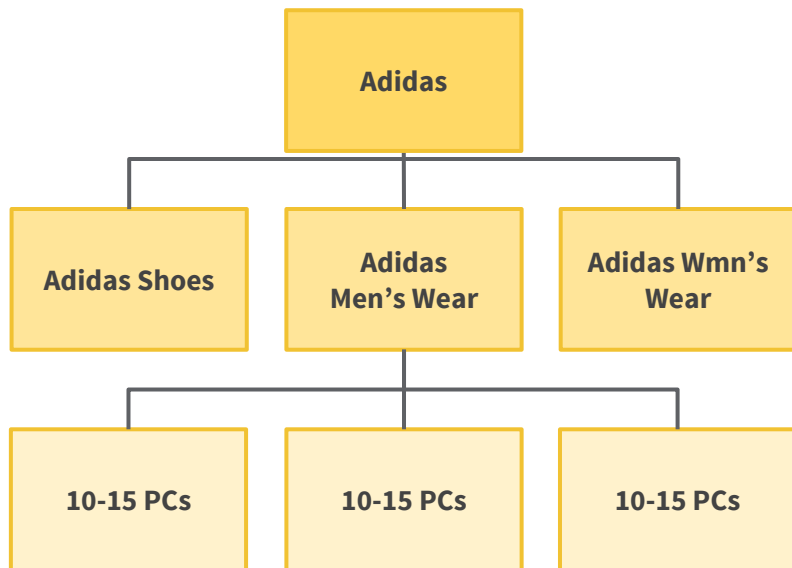 Adidas
Adidas Shoes
Adidas
Men’s Wear
Adidas Wmn’s
Wear
10-15 PCs
10-15 PCs
10-15 PCs